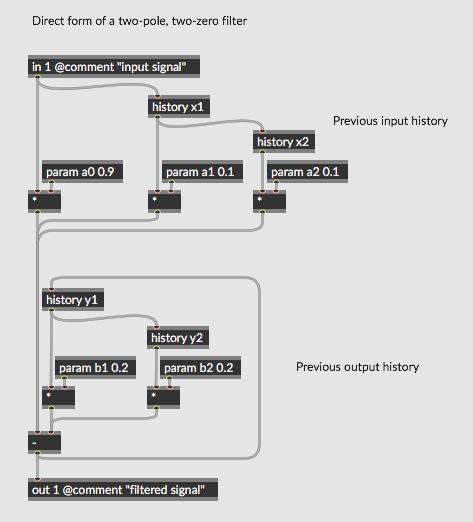 Direct form of a two-pole, two-zero filter
in 1 @comment "input signal"
history x1
Previous input history
history x2
param a0 0.9
param a1 0.1
param a2 0.1
*
*
*
history y1
history y2
param b1 0.2
param b2 0.2
Previous output history
*
*
-
out 1 @comment "filtered signal"